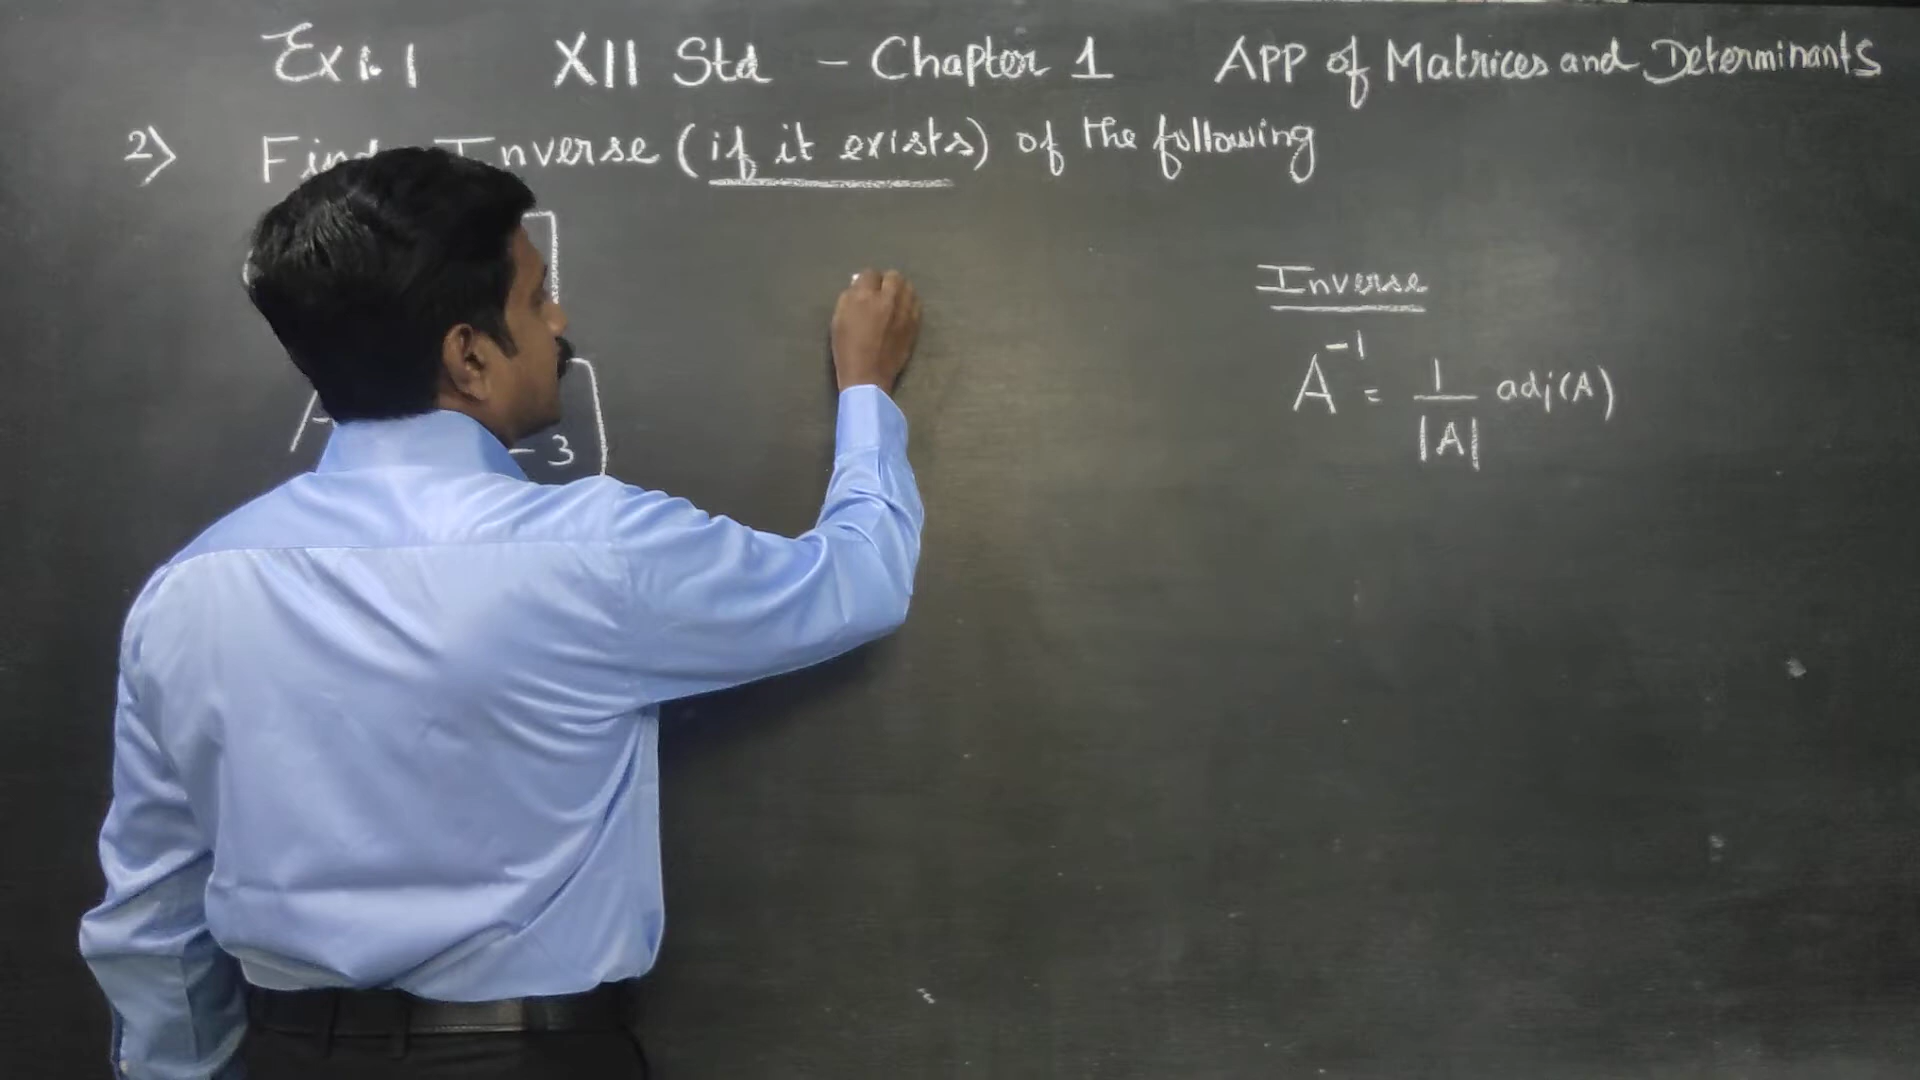 Ex 1.1 XII Std - Chapter 1 APP of Matrices and Determinants
2) Inverse (if it exists) of the following
Inverse
A⁻¹ = 1/|A| adj(A)
- 3